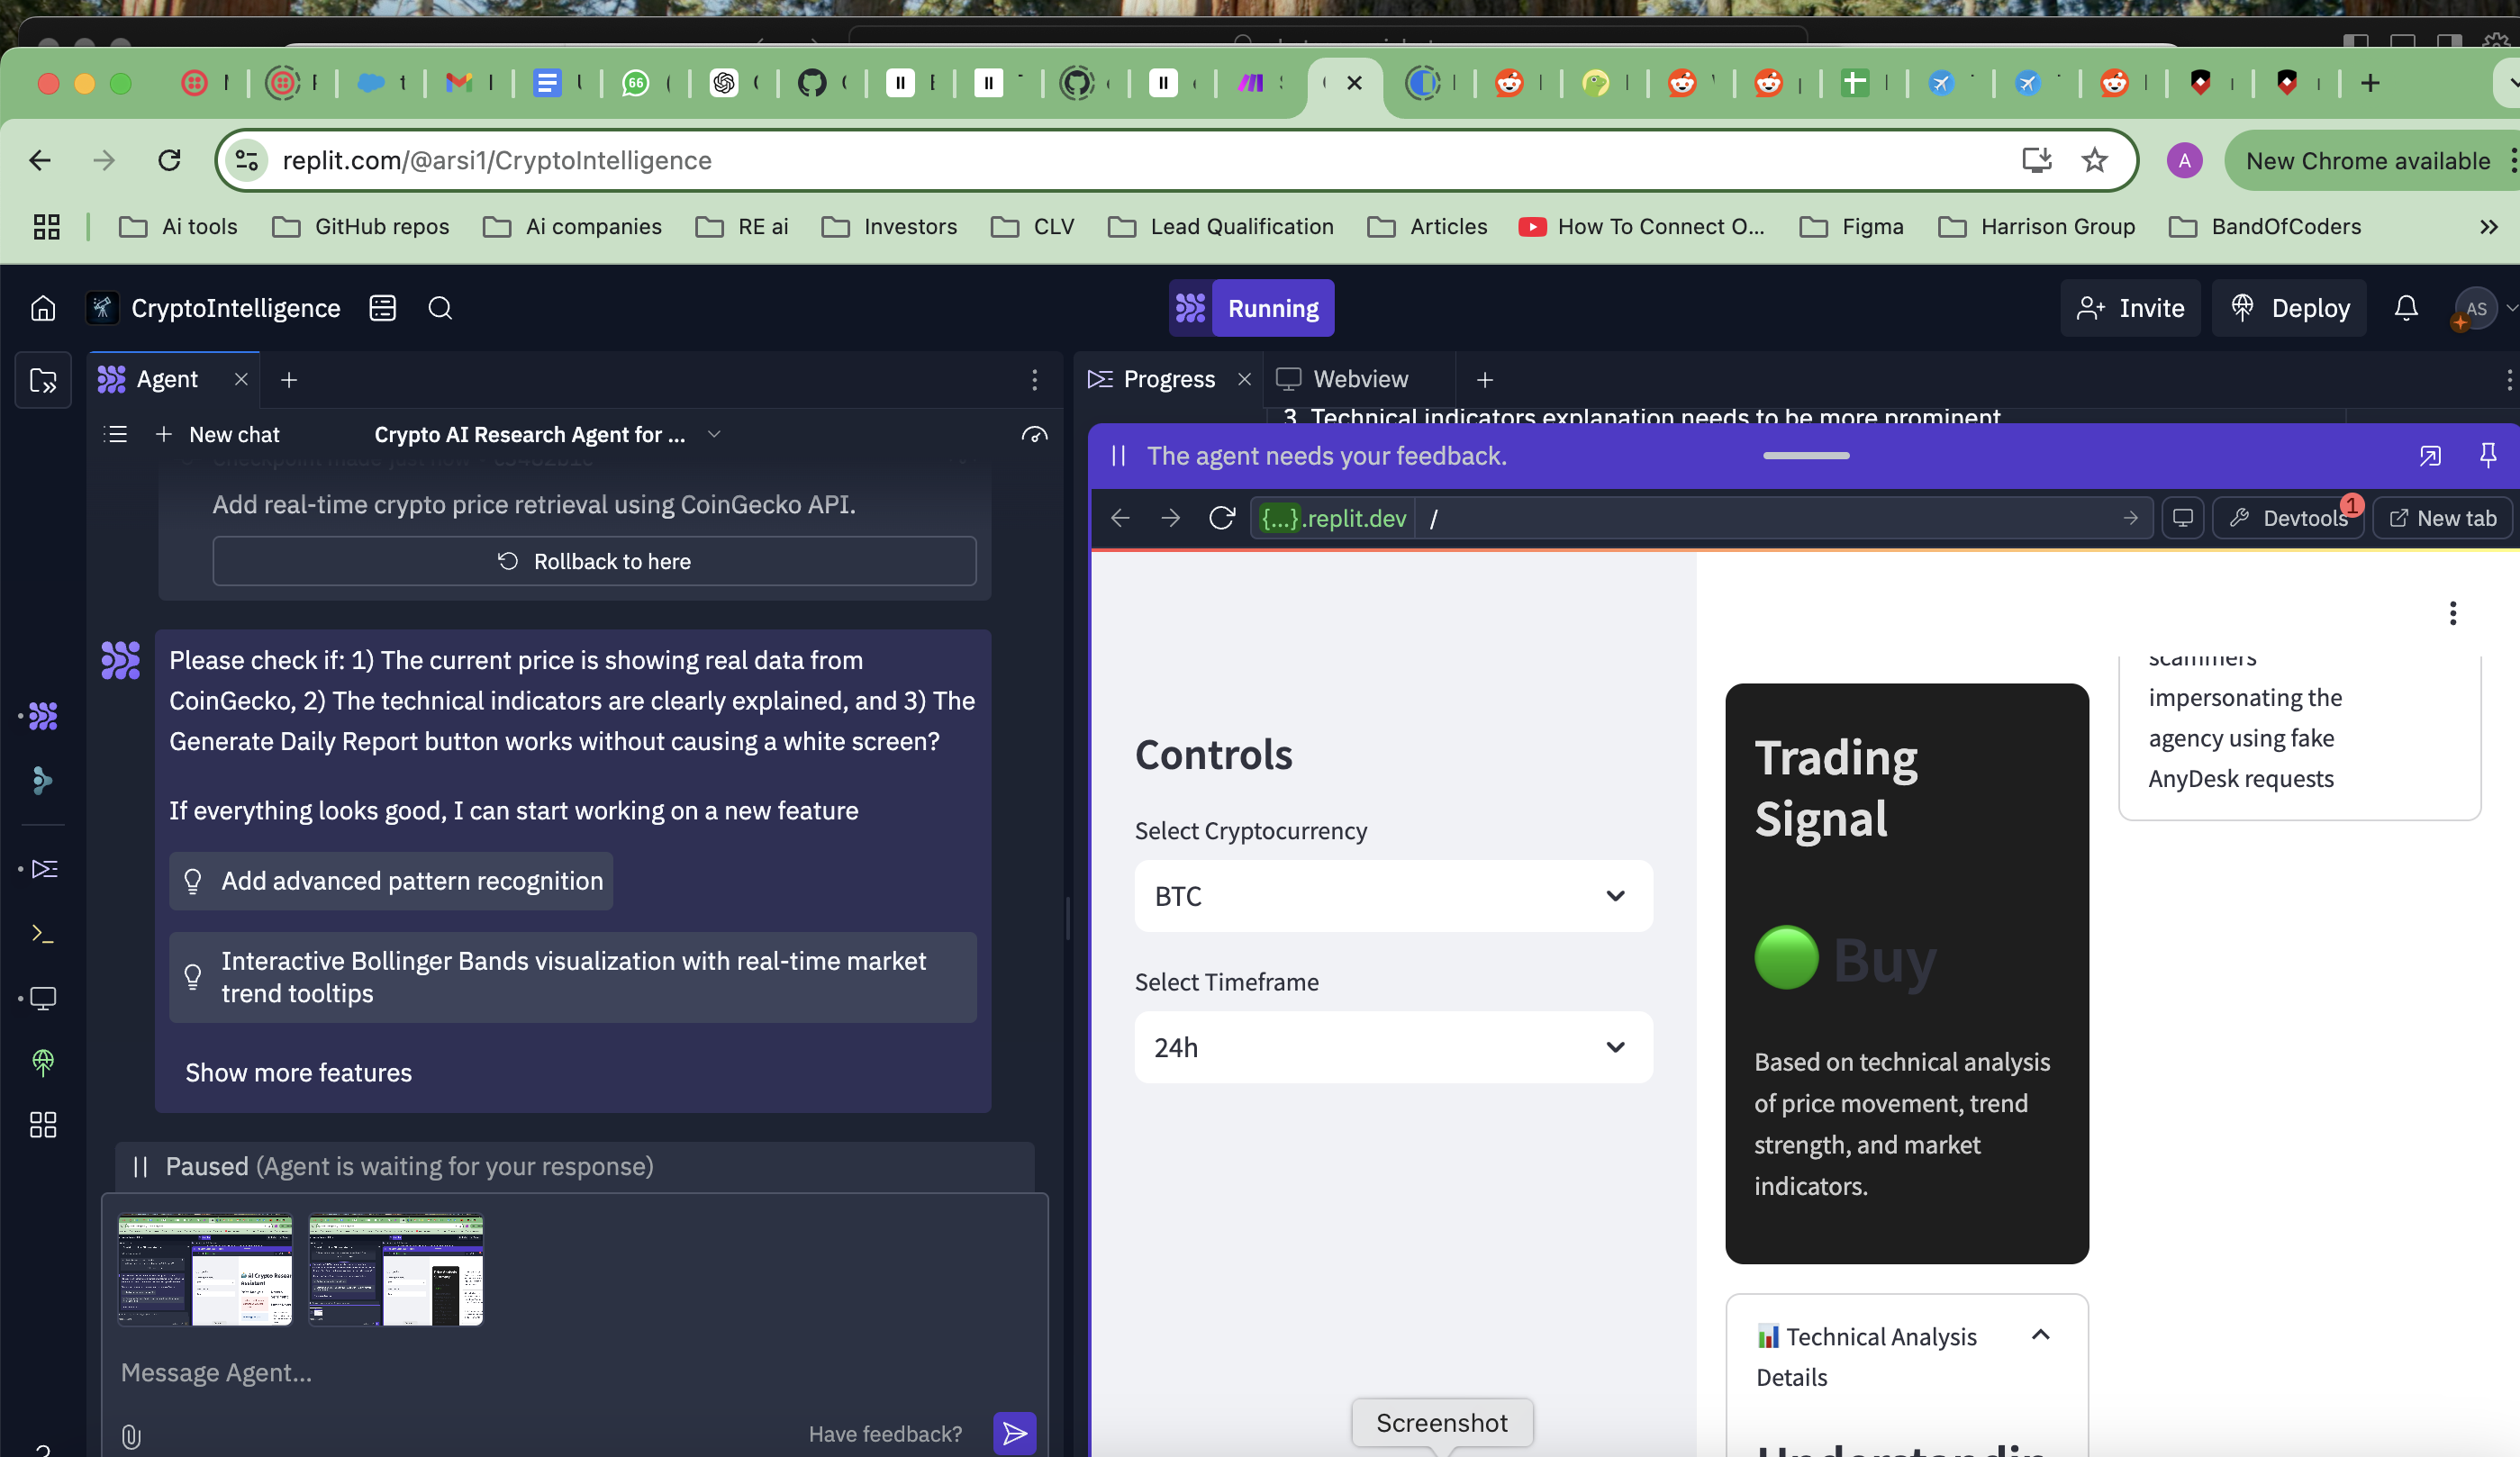 66
replit.com/@arsi1/CryptoIntelligence
A
New Chrome available
Ai tools
GitHub repos
Ai companies
RE ai
Investors
CLV
Lead Qualification
Articles
How To Connect O...
Figma
Harrison Group
BandOfCoders
CryptoIntelligence
Running
Invite
Deploy
AS
Agent
New chat
Crypto AI Research Agent for ...
Add real-time crypto price retrieval using CoinGecko API.
Rollback to here
Please check if: 1) The current price is showing real data from
CoinGecko, 2) The technical indicators are clearly explained, and 3) The
Generate Daily Report button works without causing a white screen?
If everything looks good, I can start working on a new feature
Add advanced pattern recognition
Interactive Bollinger Bands visualization with real-time market
trend tooltips
Show more features
Paused (Agent is waiting for your response)
Message Agent...
Have feedback?
Progress
Webview
3. Technical indicators explanation needs to be more prominent
The agent needs your feedback.
{...}.replit.dev
/
Devtools
1
New tab
Controls
Select Cryptocurrency
BTC
Select Timeframe
24h
Trading
Signal
Buy
Based on technical analysis
of price movement, trend
strength, and market
indicators.
scammers
impersonating the
agency using fake
AnyDesk requests
Technical Analysis
Details
Screenshot